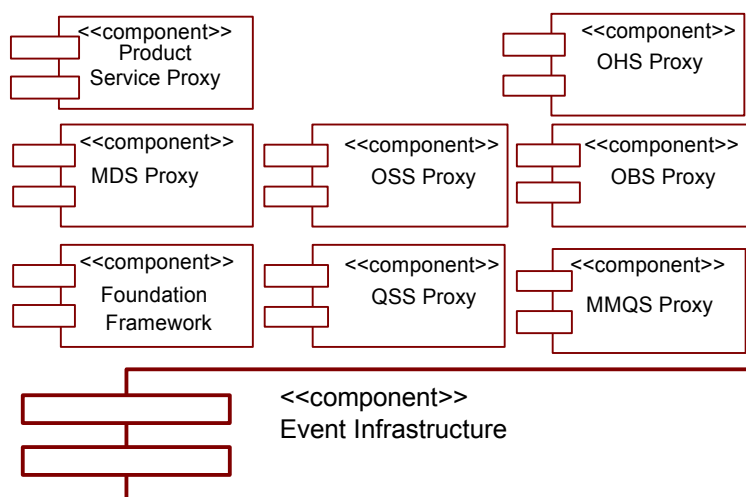 <<component>>
Product
Service Proxy
<<component>>
OHS Proxy
<<component>>
MDS Proxy
<<component>>
OSS Proxy
<<component>>
OBS Proxy
<<component>>
Foundation
Framework
<<component>>
QSS Proxy
<<component>>
MMQS Proxy
<<component>>
Event Infrastructure